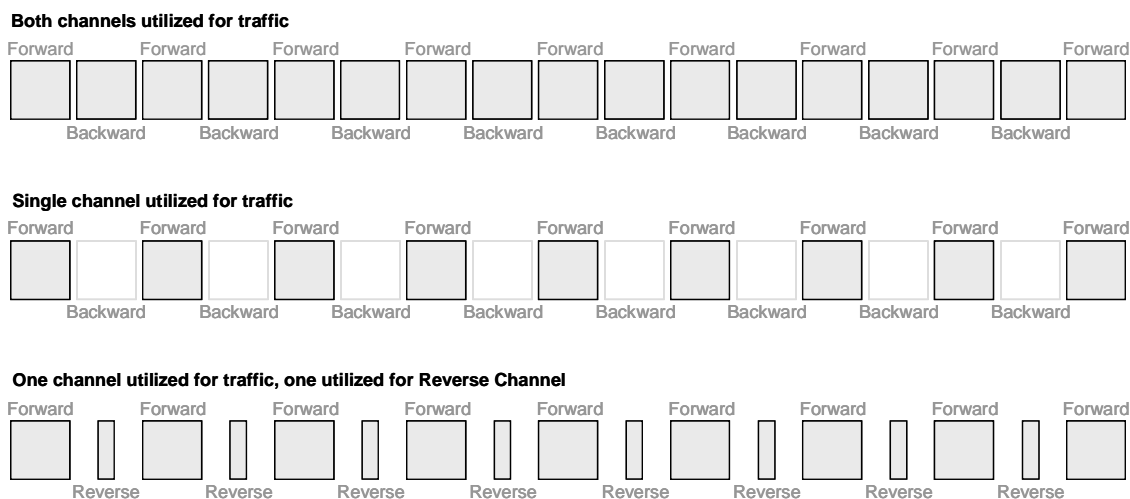 Both channels utilized for traffic
Forward Forward Forward Forward Forward Forward Forward Forward Forward
Backward Backward Backward Backward Backward Backward Backward Backward
Single channel utilized for traffic
Forward Forward Forward Forward Forward Forward Forward Forward Forward
Backward Backward Backward Backward Backward Backward Backward Backward
One channel utilized for traffic, one utilized for Reverse Channel
Forward Forward Forward Forward Forward Forward Forward Forward Forward
Reverse Reverse Reverse Reverse Reverse Reverse Reverse Reverse